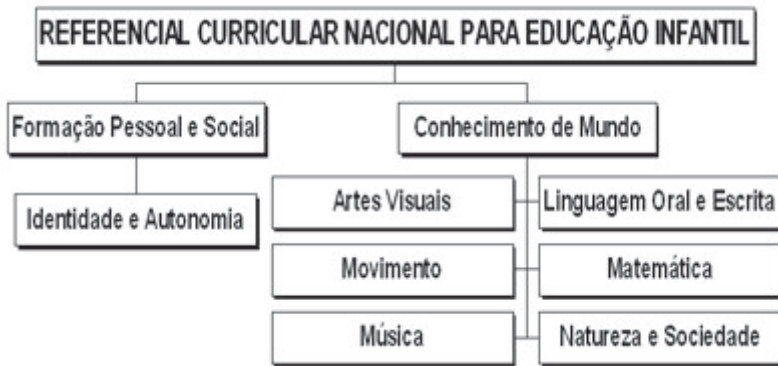 REFERENCIAL CURRICULAR NACIONAL PARA EDUCAÇÃO INFANTIL
Formação Pessoal e Social
Conhecimento de Mundo
Identidade e Autonomia
Artes Visuais
Linguagem Oral e Escrita
Movimento
Matemática
Música
Natureza e Sociedade